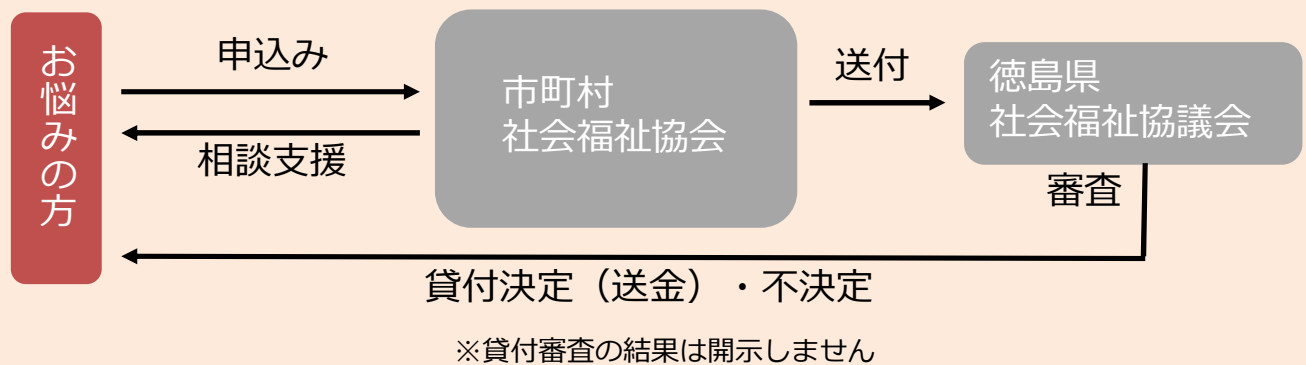 お悩みの方
申込み
相談支援
市町村
社会福祉協会
送付
徳島県
社会福祉協議会
審査
貸付決定（送金）・不決定
※貸付審査の結果は開示しません